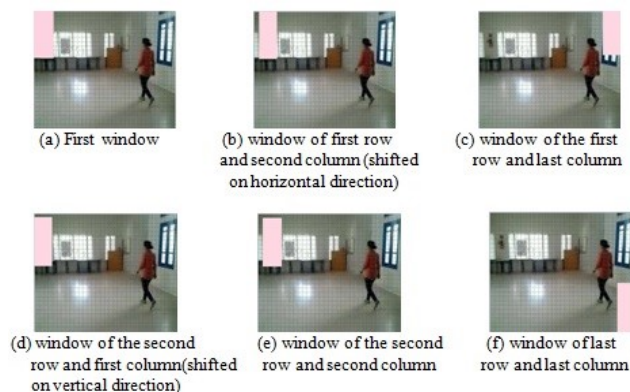 (a) First window
(b) window of first row
and second column (shifted
on horizontal direction)
(c) window of the first
row and last column
(d) window of the second
row and first column(shifted
on vertical direction)
(e) window of the second
row and second column
(f) window of last
row and last column